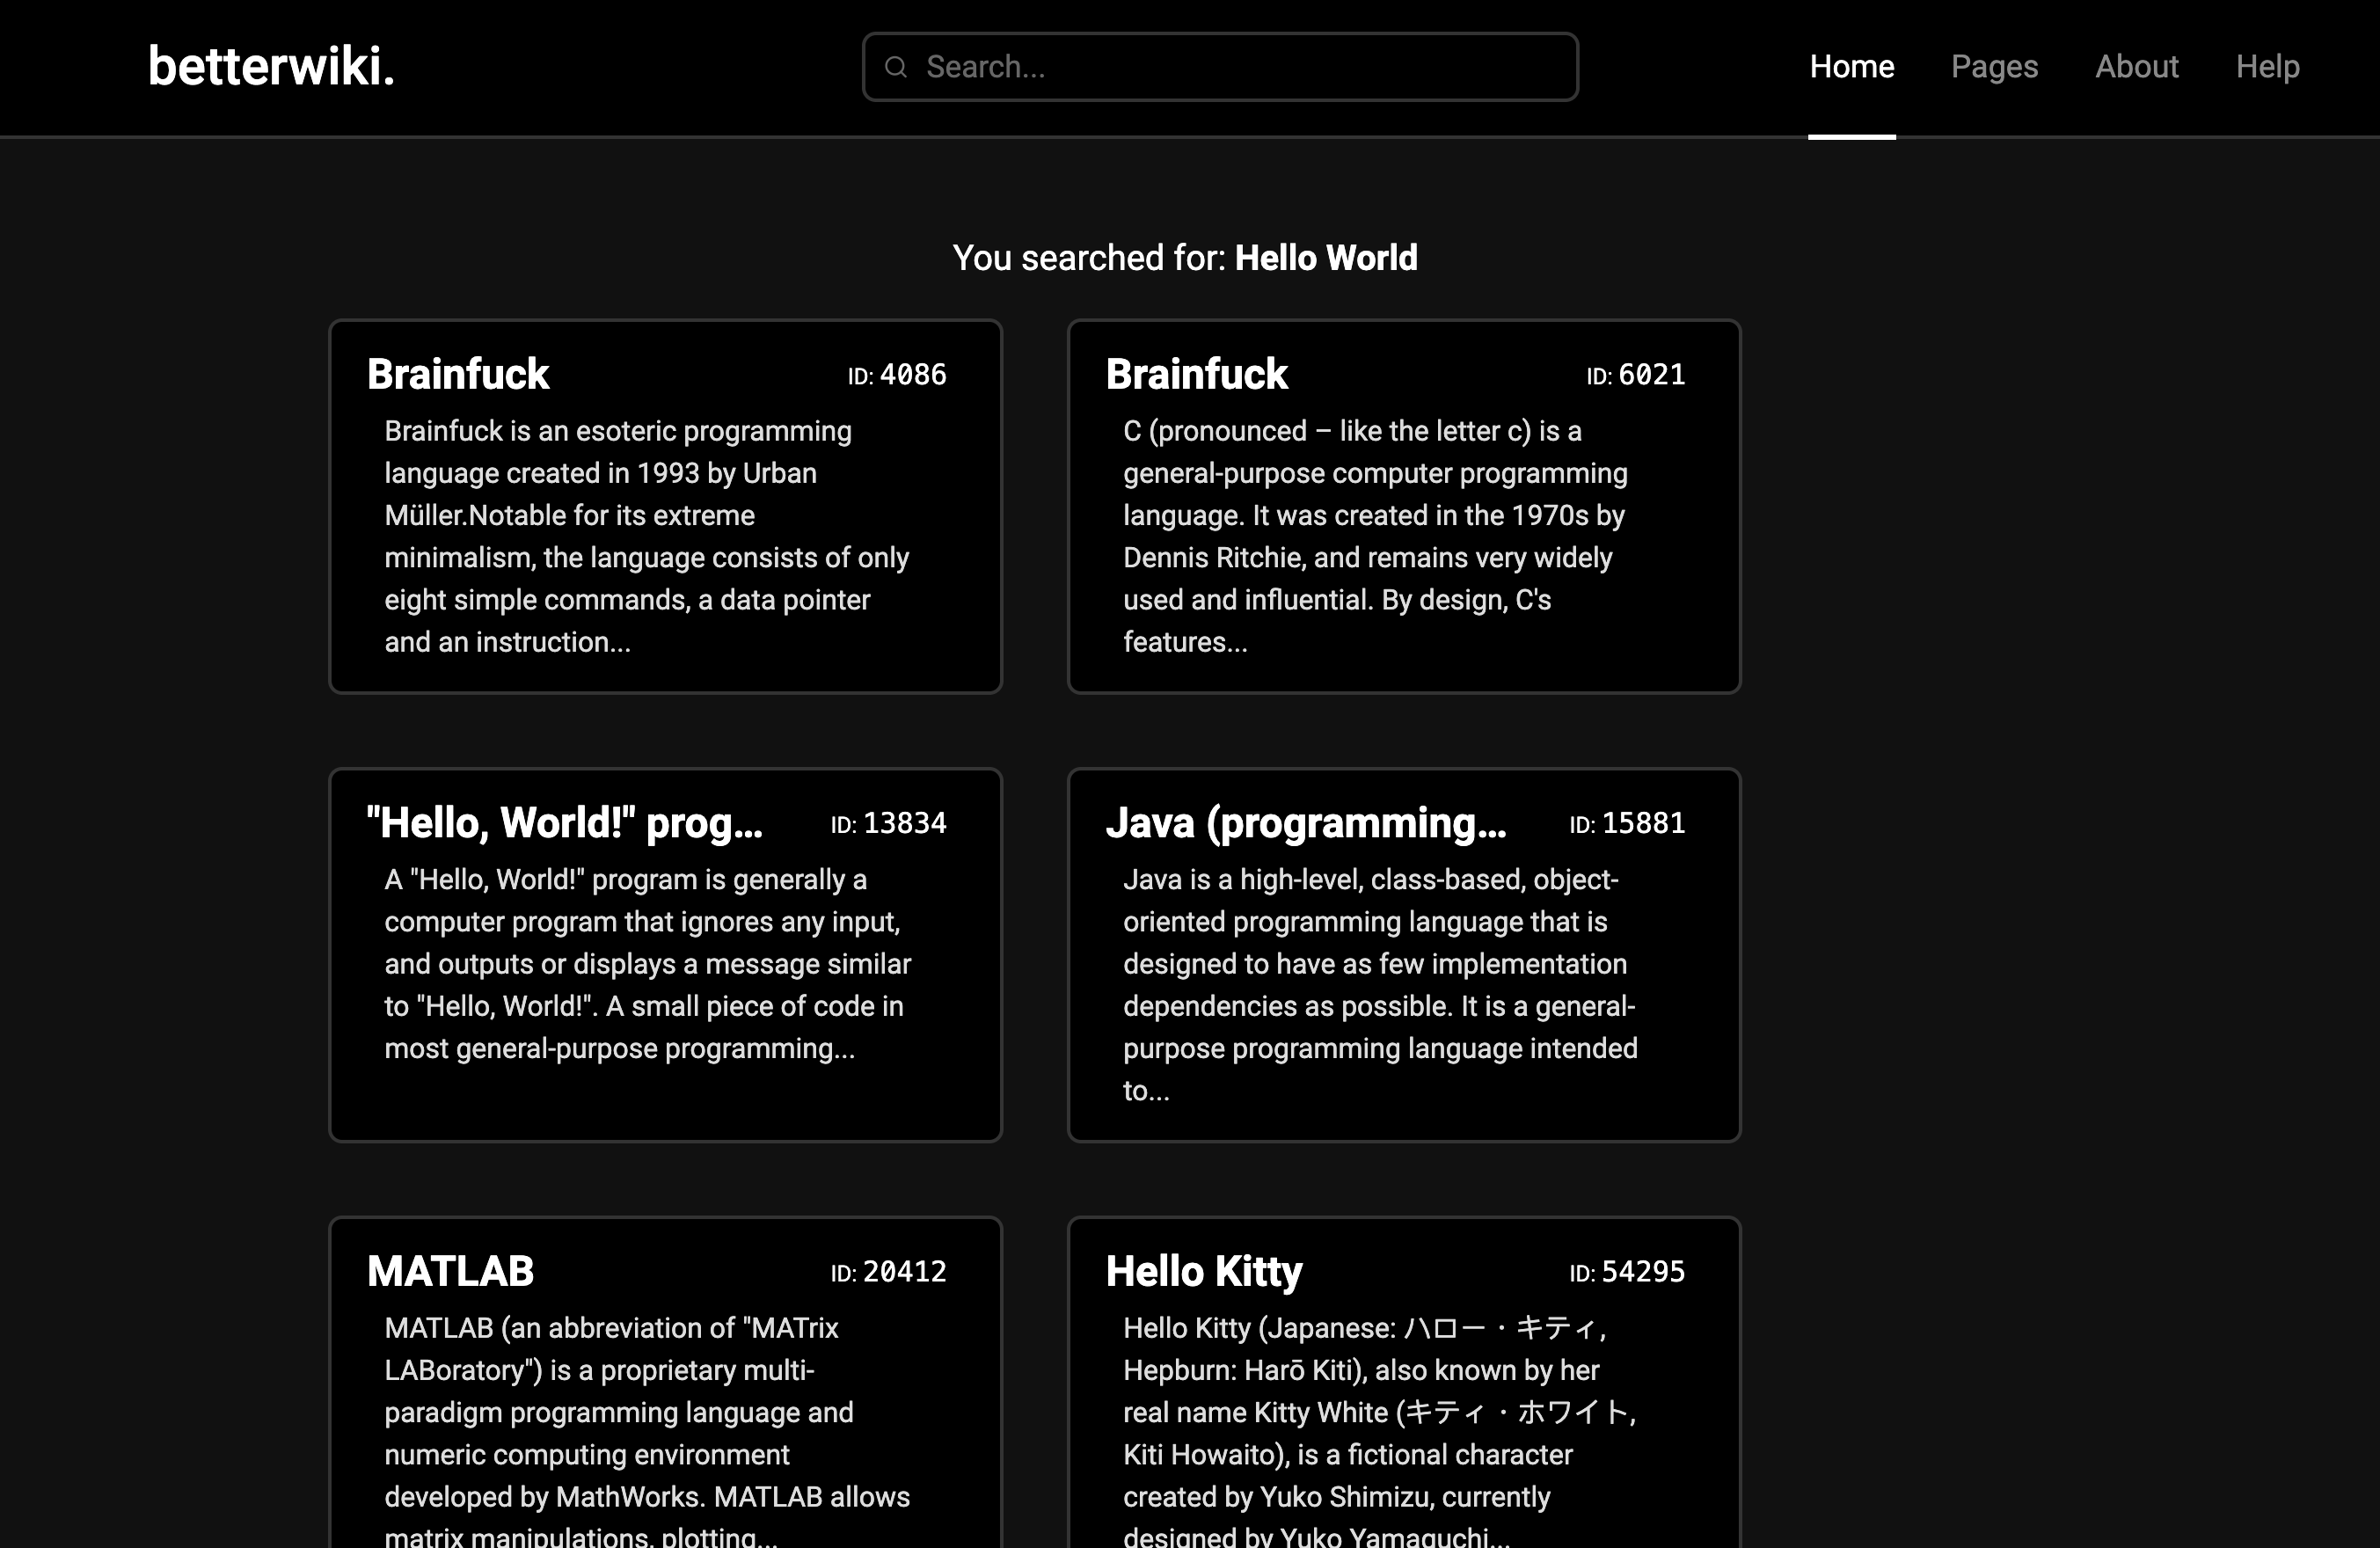 betterwiki.
Search...
Home
Pages
About
Help
You searched for: Hello World
Brainfuck
ID: 4086
Brainfuck is an esoteric programming
language created in 1993 by Urban
Müller.Notable for its extreme
minimalism, the language consists of only
eight simple commands, a data pointer
and an instruction...
Brainfuck
ID: 6021
C (pronounced – like the letter c) is a
general-purpose computer programming
language. It was created in the 1970s by
Dennis Ritchie, and remains very widely
used and influential. By design, C's
features...
"Hello, World!" prog...
ID: 13834
A "Hello, World!" program is generally a
computer program that ignores any input,
and outputs or displays a message similar
to "Hello, World!". A small piece of code in
most general-purpose programming...
Java (programming...
ID: 15881
Java is a high-level, class-based, object-
oriented programming language that is
designed to have as few implementation
dependencies as possible. It is a general-
purpose programming language intended
to...
MATLAB
ID: 20412
MATLAB (an abbreviation of "MATrix
LABoratory") is a proprietary multi-
paradigm programming language and
numeric computing environment
developed by MathWorks. MATLAB allows
matrix manipulations, plotting...
Hello Kitty
ID: 54295
Hello Kitty (Japanese: ハロー・キティ,
Hepburn: Harō Kiti), also known by her
real name Kitty White (キティ・ホワイト,
Kiti Howaito), is a fictional character
created by Yuko Shimizu, currently
designed by Yuko Yamaguchi...